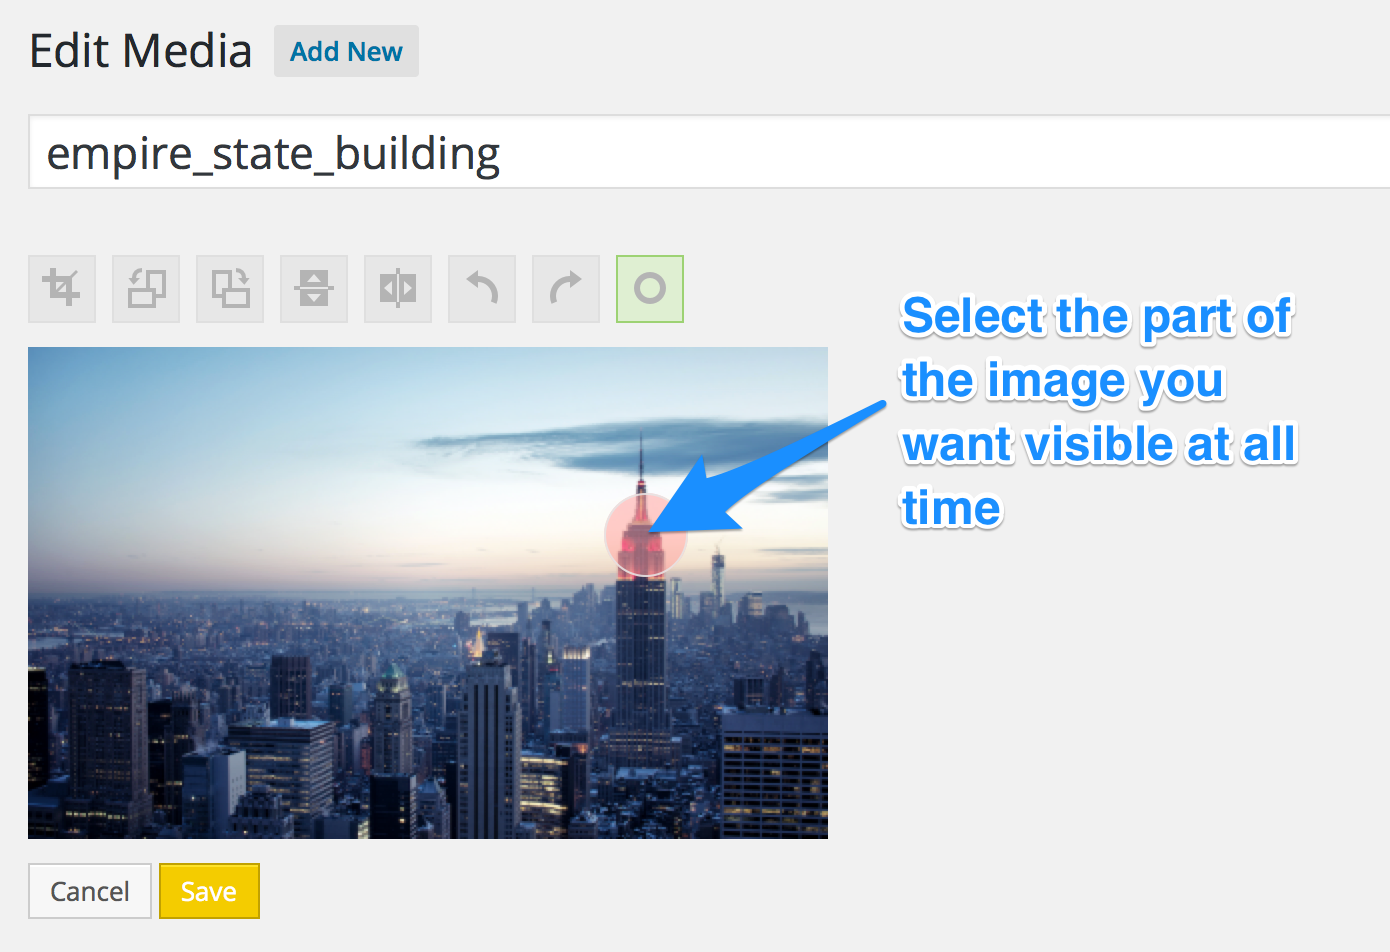 Edit Media Add New
empire_state_building
Select the part of
the image you
want visible at all
time
Cancel Save